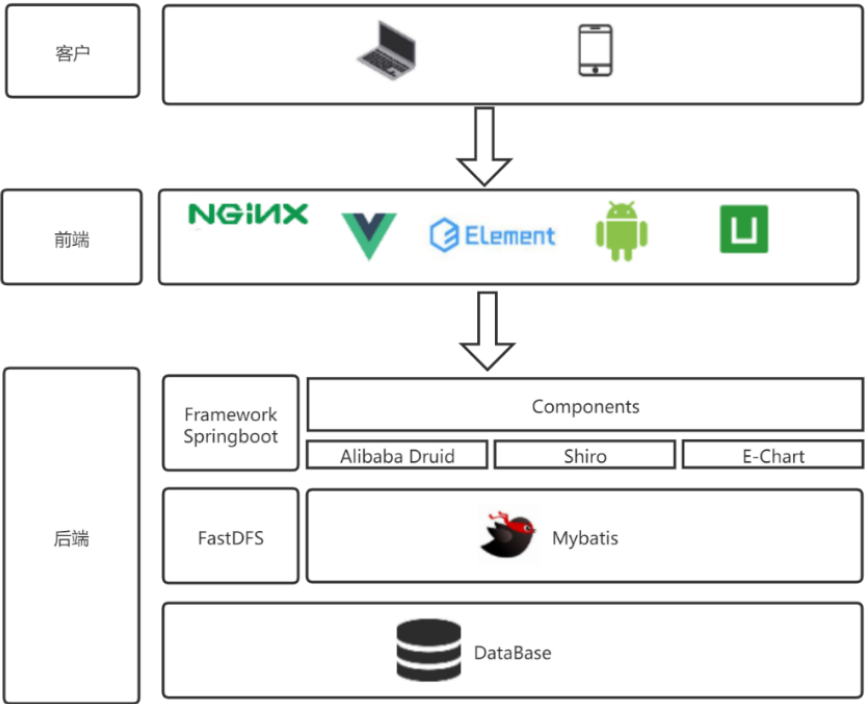 客户
前端
NGiNX
Element
后端
Framework
Springboot
Components
Alibaba Druid
Shiro
E-Chart
FastDFS
Mybatis
DataBase